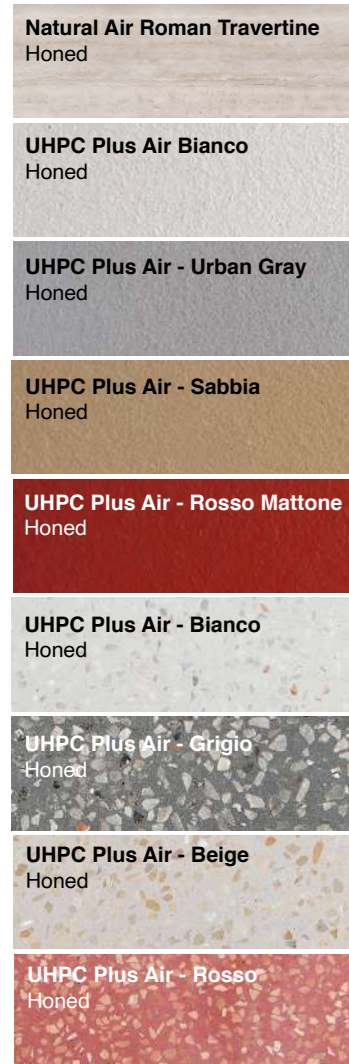 Natural Air Roman Travertine
Honed
UHPC Plus Air Bianco
Honed
UHPC Plus Air - Urban Gray
Honed
UHPC Plus Air - Sabbia
Honed
UHPC Plus Air - Rosso Mattone
Honed
UHPC Plus Air - Bianco
Honed
UHPC Plus Air - Grigio
Honed
UHPC Plus Air - Beige
Honed
UHPC Plus Air - Rosso
Honed